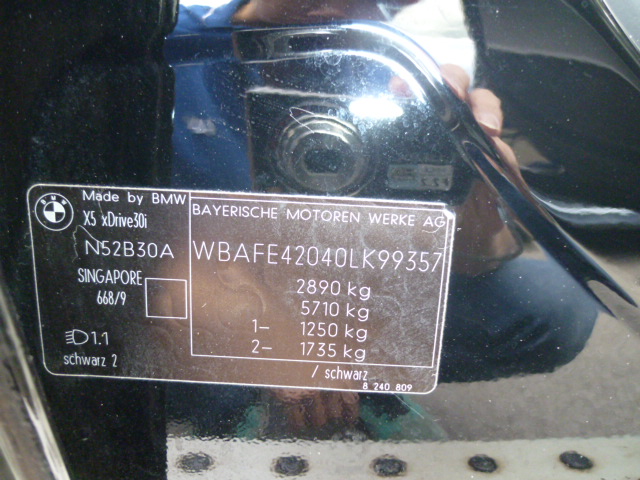 BMW
Made by BMW
X5 xDrive30i
N52B30A
SINGAPORE
668/9
1.1
schwarz 2
BAYERISCHE MOTOREN WERKE AG
WBAFE42040LK99357
2890 kg
5710 kg
1– 1250 kg
2– 1735 kg
/ schwarz
8 240 809